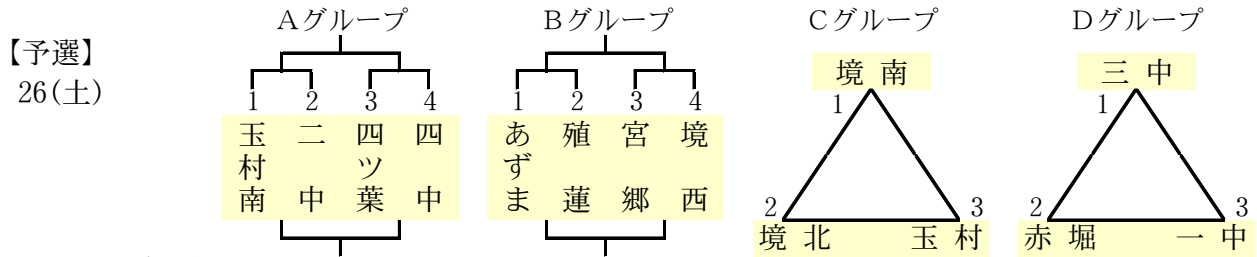 Aグループ Bグループ Cグループ Dグループ
【予選】
26(土)
境南 三中
1 2 3 4 1 2 3 4 1 1
玉村南 二中 四ツ葉 四中 あずま 殖蓮 宮郷 境西
2 3 2 3
境北 玉村 赤堀 一中